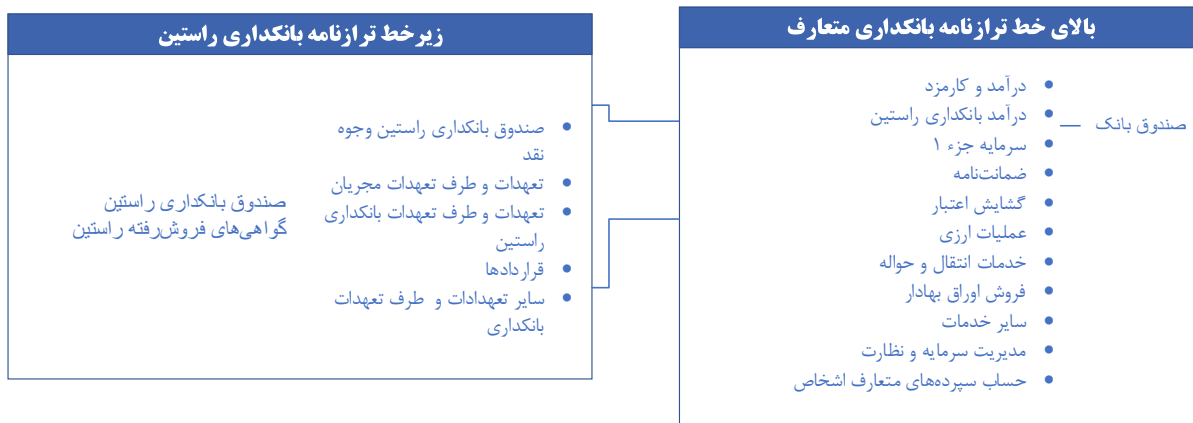 بالای خط ترازنامه بانکداری متعارف
صندوق بانک
درآمد و کارمزد
درآمد بانکداری راستین
سرمایه جزء ۱
ضمانت‌نامه
گشایش اعتبار
عملیات ارزی
خدمات انتقال و حواله
فروش اوراق بهادار
سایر خدمات
مدیریت سرمایه و نظارت
حساب سپرده‌های متعارف اشخاص
زیرخط ترازنامه بانکداری راستین
صندوق بانکداری راستین وجوه
نقد
تعهدات و طرف تعهدات مجریان
تعهدات و طرف تعهدات بانکداری
راستین
قراردادها
سایر تعهدادات و طرف تعهدات
بانکداری
صندوق بانکداری راستین
گواهی‌های فروش‌رفته راستین